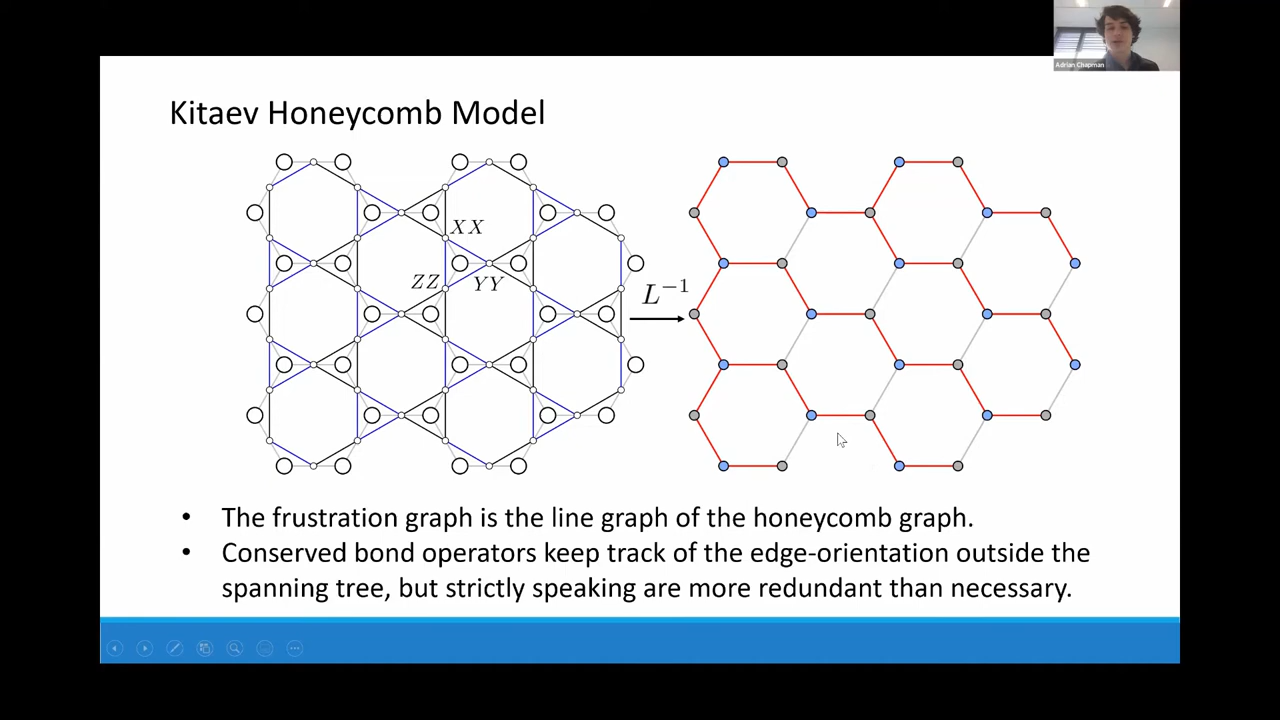 Adrian Chapman
Kitaev Honeycomb Model
XX
ZZ
YY
L⁻¹
• The frustration graph is the line graph of the honeycomb graph.
• Conserved bond operators keep track of the edge-orientation outside the
spanning tree, but strictly speaking are more redundant than necessary.